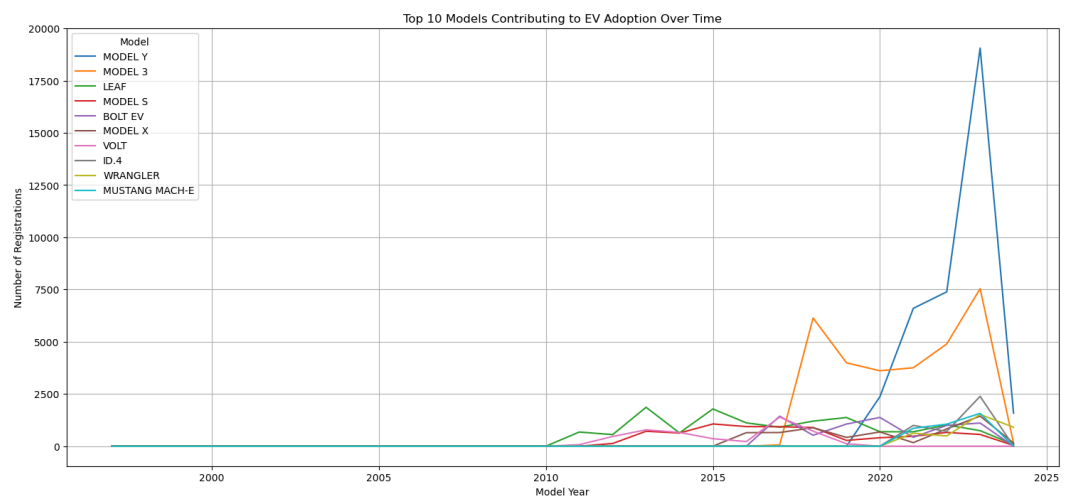 Top 10 Models Contributing to EV Adoption Over Time
Model
MODEL Y
MODEL 3
LEAF
MODEL S
BOLT EV
MODEL X
VOLT
ID.4
WRANGLER
MUSTANG MACH-E
Number of Registrations
20000
17500
15000
12500
10000
7500
5000
2500
0
2000
2005
2010
2015
2020
2025
Model Year